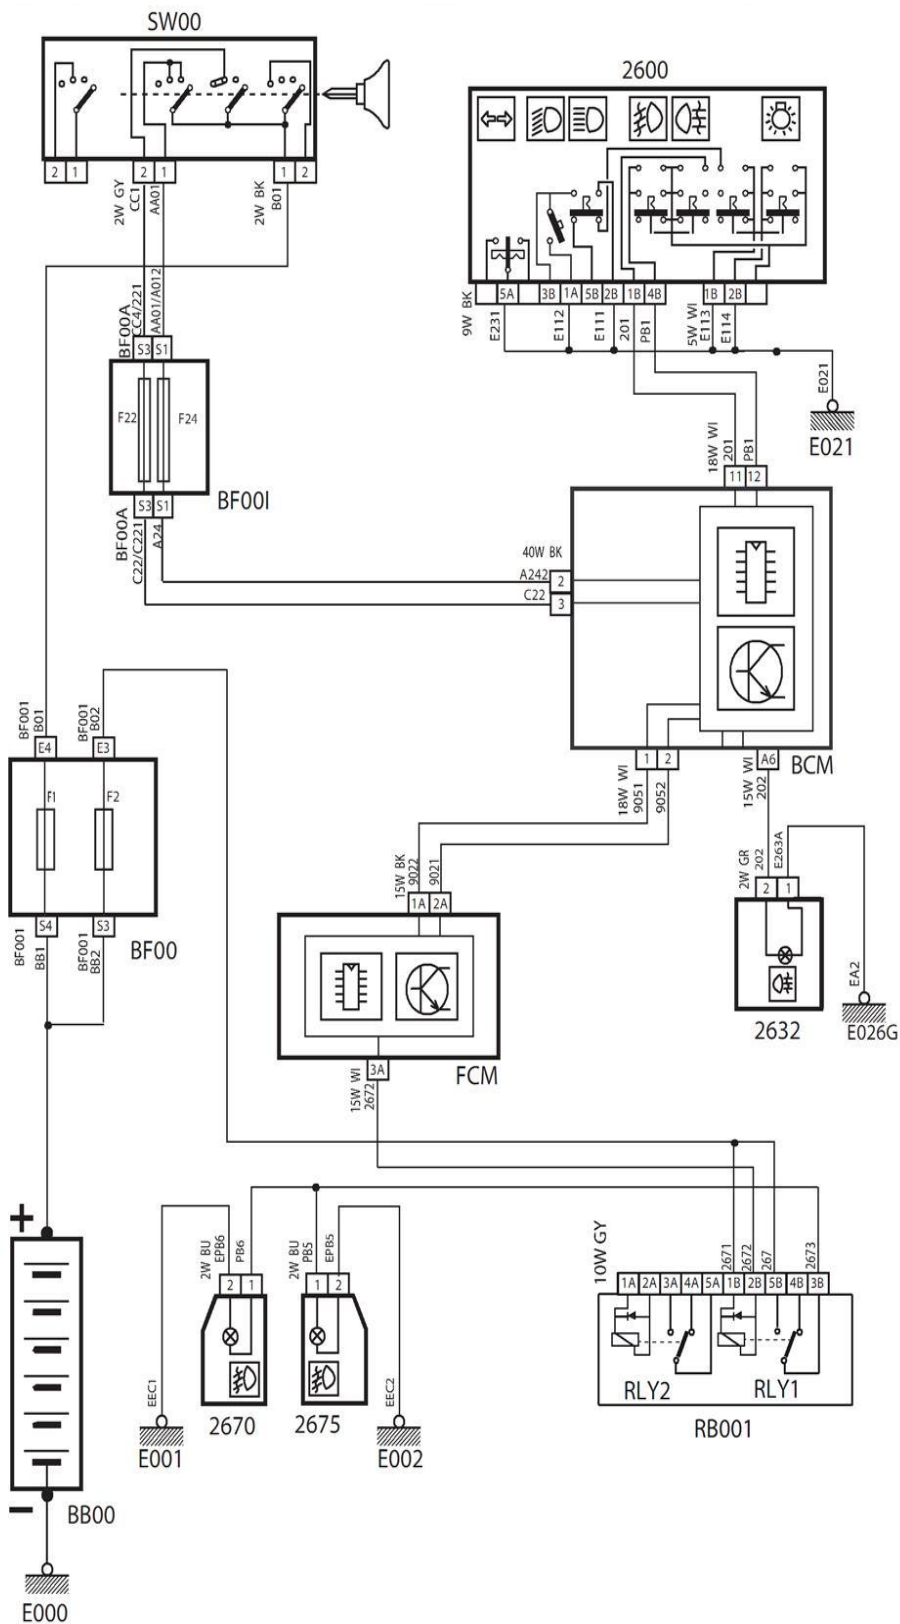 SW00
2 1 2 1 1 2
2W GY
CC1
AA01
2W BK
B01
2600
5A 3B 1A 5B 2B 1B 4B 1B 2B
9W BK
E231
E112
E111
201
PB1
5W WI
E113
E114
E021
E021
BF00A
CC4/221
AA01/A012
S3 S1
F22 F24
S3 S1
BF00I
BF00A
C22/C221
A24
18W WI
201
PB1
11 12
40W BK
A242 2
C22 3
1 2 A6
BCM
18W WI
9051
9052
15W WI
202
BF001
B01
BF001
B02
E4 E3
F1 F2
S4 S3
BF00
BF001
BB1
BF001
BB2
15W BK
9022
9021
1A 2A
3A
FCM
15W WI
2672
2W GR
202
E263A
2 1
2632
EA2
E026G
+
−
BB00
E000
2W BU
EPB6
PB6
2 1
2670
EEC1
E001
2W BU
PB5
EPB5
1 2
2675
EEC2
E002
10W GY
2671
2672
267
2673
1A 2A 3A 4A 5A 1B 2B 5B 4B 3B
RLY2 RLY1
RB001